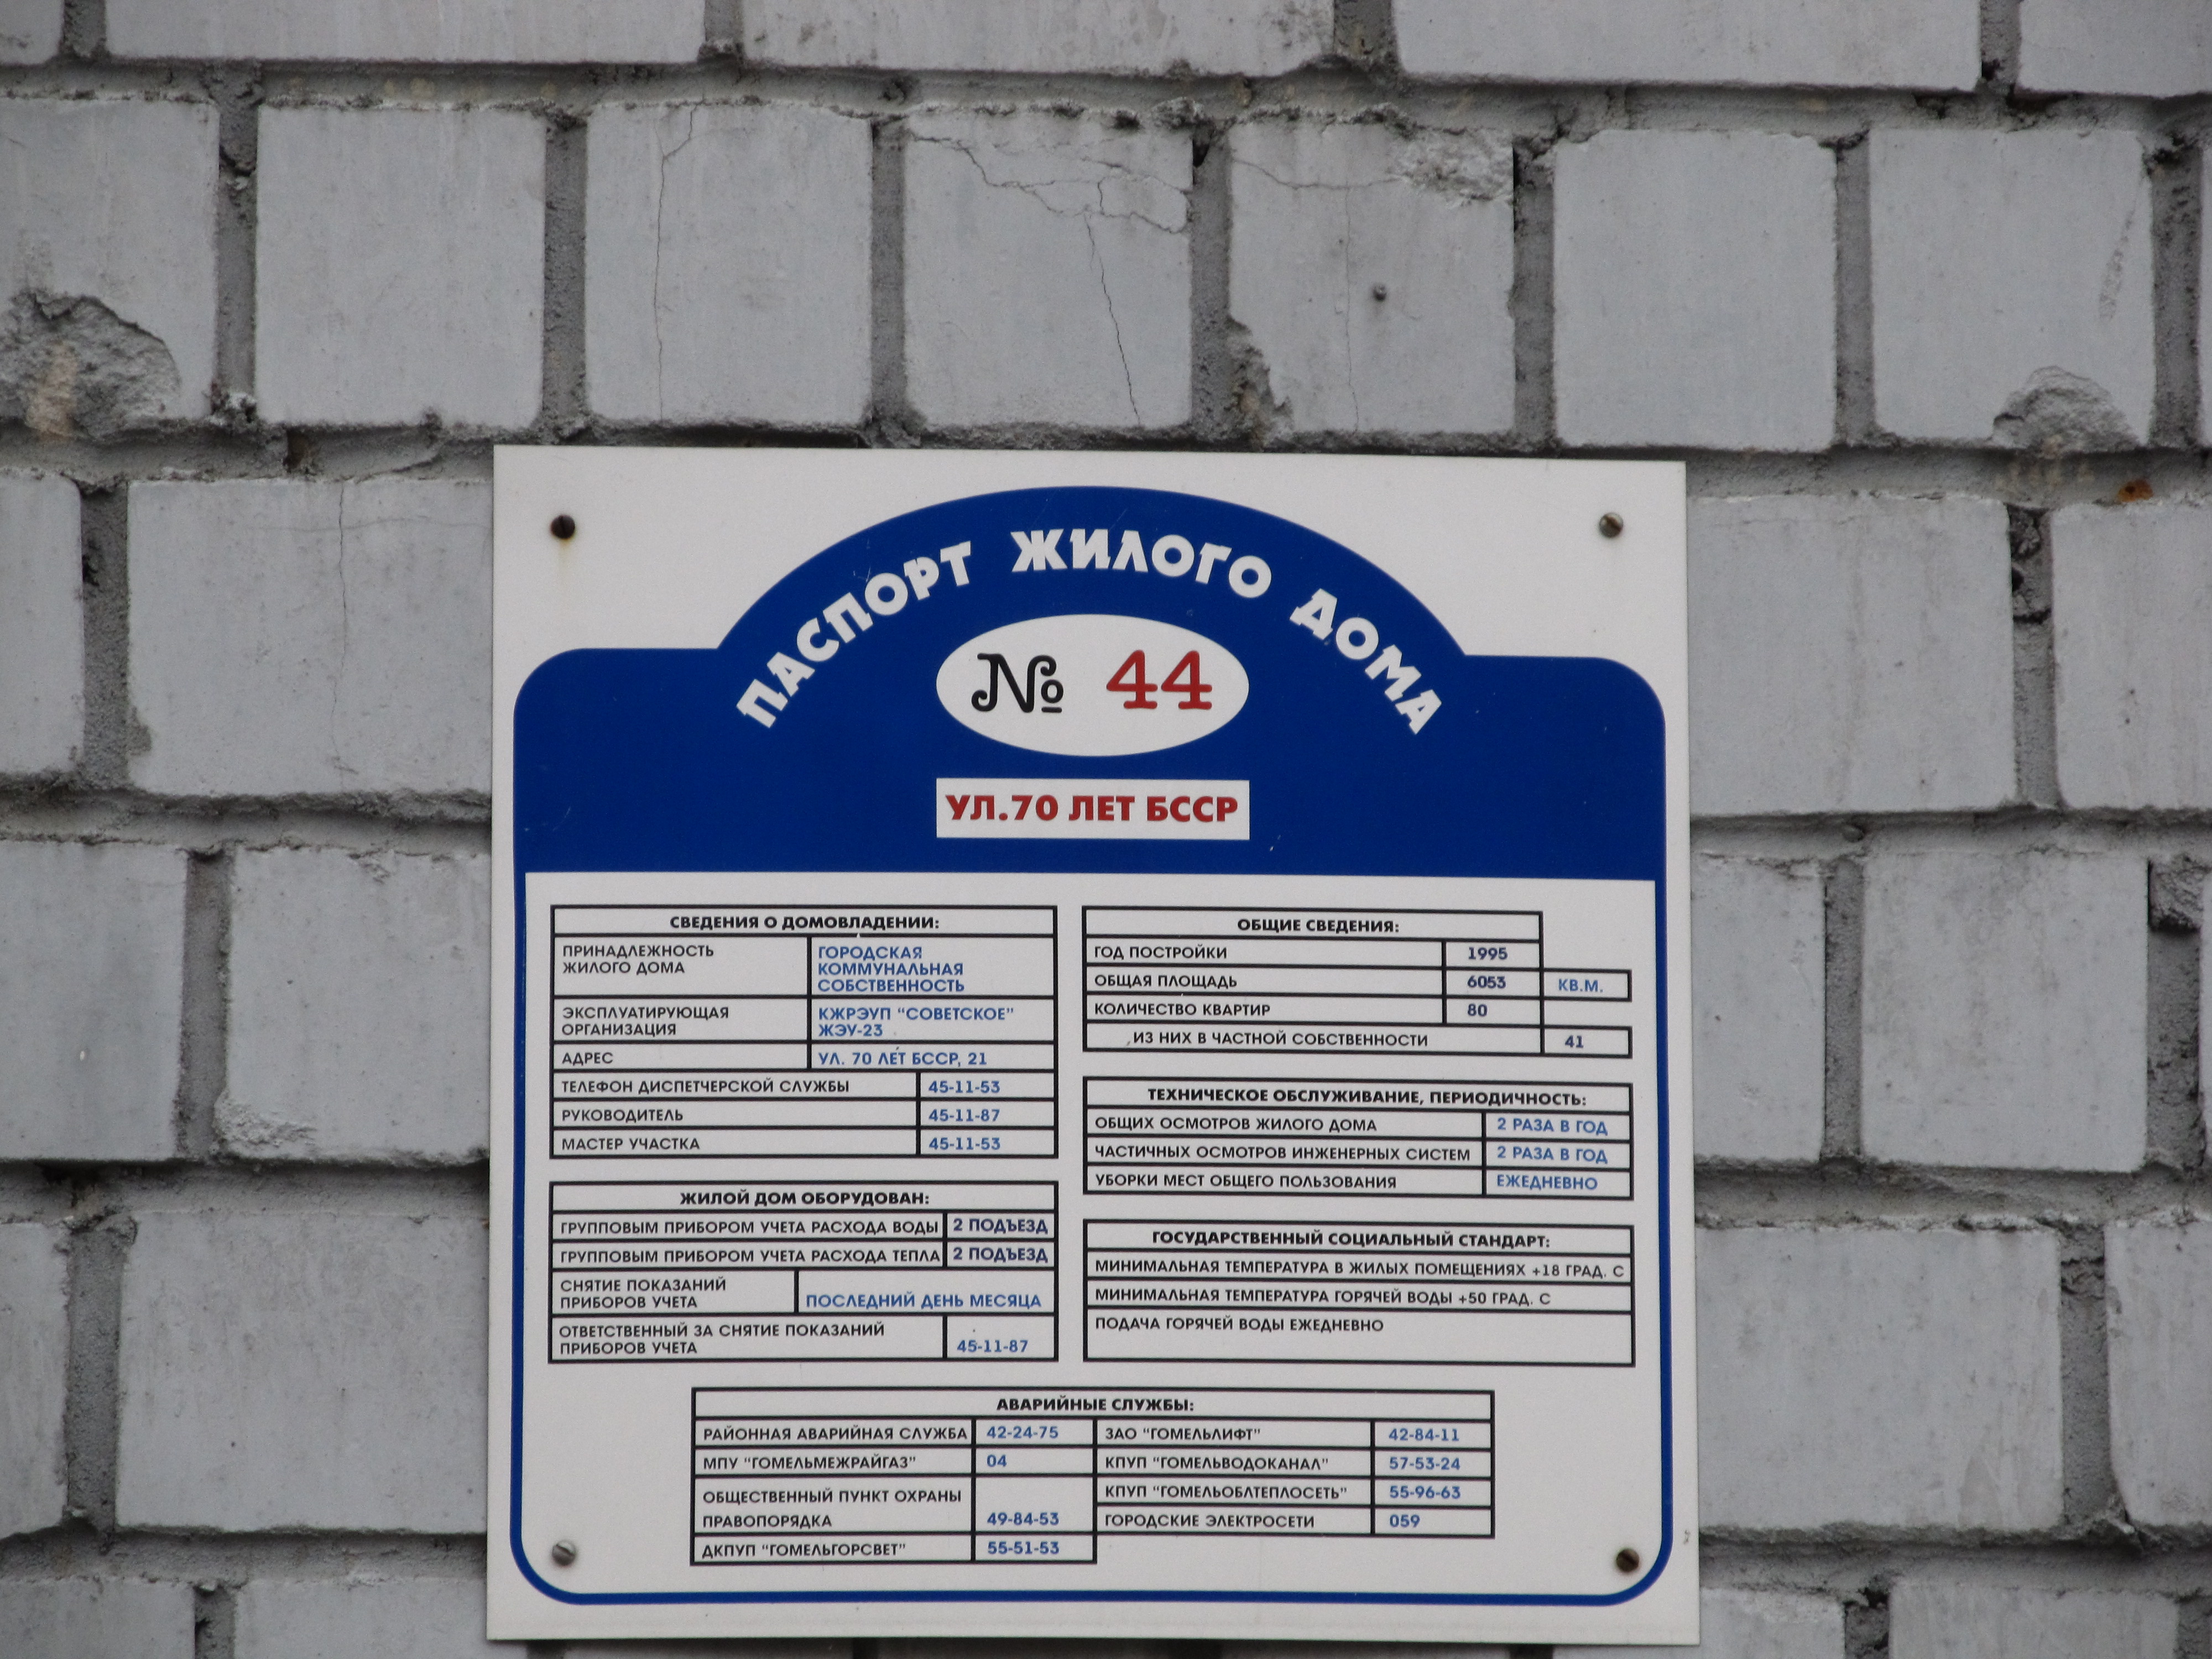 ПАСПОРТ ЖИЛОГО ДОМА
№ 44
УЛ.70 ЛЕТ БССР
СВЕДЕНИЯ О ДОМОВЛАДЕНИИ:
ПРИНАДЛЕЖНОСТЬ
ЖИЛОГО ДОМА
ГОРОДСКАЯ
КОММУНАЛЬНАЯ
СОБСТВЕННОСТЬ
ЭКСПЛУАТИРУЮЩАЯ
ОРГАНИЗАЦИЯ
КЖРЭУП "СОВЕТСКОЕ"
ЖЭУ-23
АДРЕС УЛ. 70 ЛЕТ БССР, 21
ТЕЛЕФОН ДИСПЕТЧЕРСКОЙ СЛУЖБЫ 45-11-53
РУКОВОДИТЕЛЬ 45-11-87
МАСТЕР УЧАСТКА 45-11-53
ЖИЛОЙ ДОМ ОБОРУДОВАН:
ГРУППОВЫМ ПРИБОРОМ УЧЕТА РАСХОДА ВОДЫ 2 ПОДЪЕЗД
ГРУППОВЫМ ПРИБОРОМ УЧЕТА РАСХОДА ТЕПЛА 2 ПОДЪЕЗД
СНЯТИЕ ПОКАЗАНИЙ
ПРИБОРОВ УЧЕТА ПОСЛЕДНИЙ ДЕНЬ МЕСЯЦА
ОТВЕТСТВЕННЫЙ ЗА СНЯТИЕ ПОКАЗАНИЙ
ПРИБОРОВ УЧЕТА 45-11-87
ОБЩИЕ СВЕДЕНИЯ:
ГОД ПОСТРОЙКИ 1995
ОБЩАЯ ПЛОЩАДЬ 6053 КВ.М.
КОЛИЧЕСТВО КВАРТИР 80
ИЗ НИХ В ЧАСТНОЙ СОБСТВЕННОСТИ 41
ТЕХНИЧЕСКОЕ ОБСЛУЖИВАНИЕ, ПЕРИОДИЧНОСТЬ:
ОБЩИХ ОСМОТРОВ ЖИЛОГО ДОМА 2 РАЗА В ГОД
ЧАСТИЧНЫХ ОСМОТРОВ ИНЖЕНЕРНЫХ СИСТЕМ 2 РАЗА В ГОД
УБОРКИ МЕСТ ОБЩЕГО ПОЛЬЗОВАНИЯ ЕЖЕДНЕВНО
ГОСУДАРСТВЕННЫЙ СОЦИАЛЬНЫЙ СТАНДАРТ:
МИНИМАЛЬНАЯ ТЕМПЕРАТУРА В ЖИЛЫХ ПОМЕЩЕНИЯХ +18 ГРАД. С
МИНИМАЛЬНАЯ ТЕМПЕРАТУРА ГОРЯЧЕЙ ВОДЫ +50 ГРАД. С
ПОДАЧА ГОРЯЧЕЙ ВОДЫ ЕЖЕДНЕВНО
АВАРИЙНЫЕ СЛУЖБЫ:
РАЙОННАЯ АВАРИЙНАЯ СЛУЖБА 42-24-75
МПУ "ГОМЕЛЬМЕЖРАЙГАЗ" 04
ОБЩЕСТВЕННЫЙ ПУНКТ ОХРАНЫ
ПРАВОПОРЯДКА 49-84-53
ДКПУП "ГОМЕЛЬГОРСВЕТ" 55-51-53
ЗАО "ГОМЕЛЬЛИФТ" 42-84-11
КПУП "ГОМЕЛЬВОДОКАНАЛ" 57-53-24
КПУП "ГОМЕЛЬОБЛТЕПЛОСЕТЬ" 55-96-63
ГОРОДСКИЕ ЭЛЕКТРОСЕТИ 059